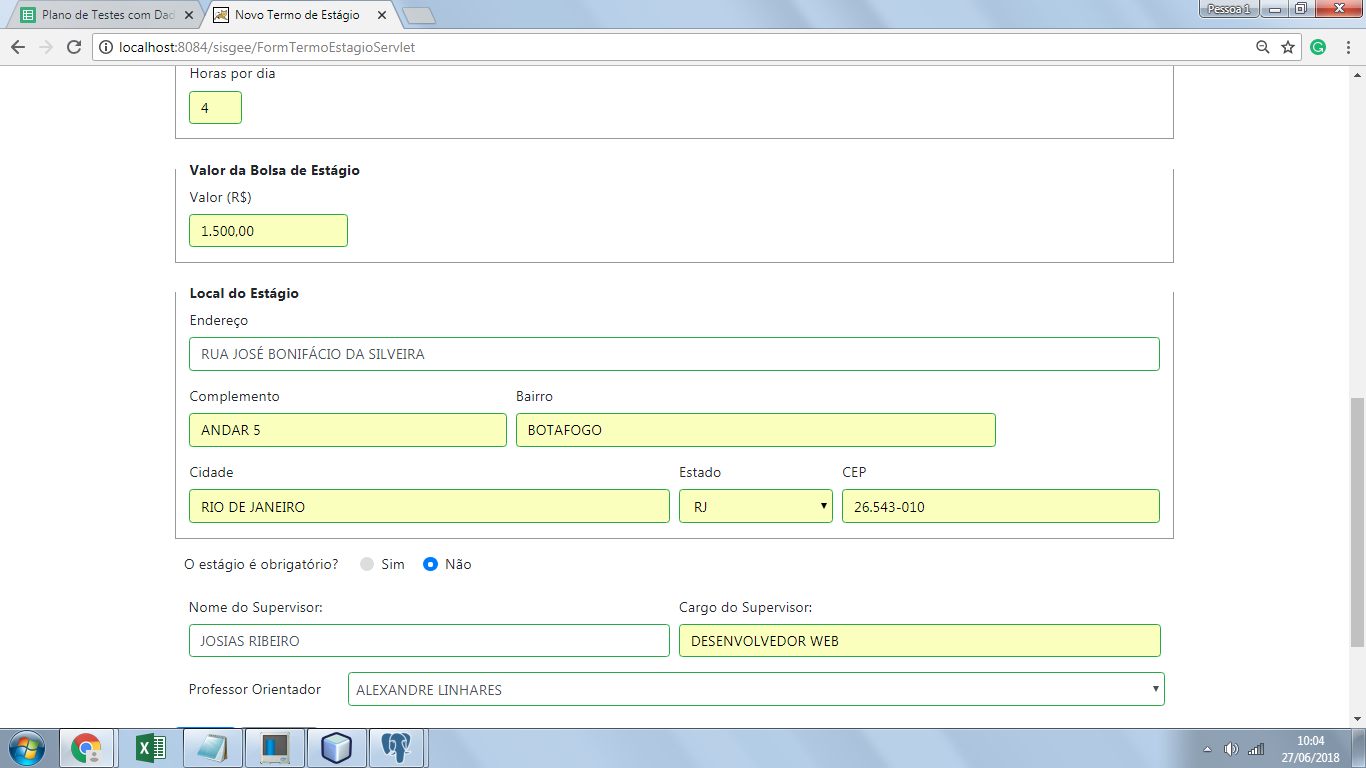 Plano de Testes com Dad
Novo Termo de Estágio
Pessoa 1
localhost:8084/sisgee/FormTermoEstagioServlet
Horas por dia
4
Valor da Bolsa de Estágio
Valor (R$)
1.500,00
Local do Estágio
Endereço
RUA JOSÉ BONIFÁCIO DA SILVEIRA
Complemento Bairro
ANDAR 5 BOTAFOGO
Cidade Estado CEP
RIO DE JANEIRO RJ 26.543-010
O estágio é obrigatório? Sim Não
Nome do Supervisor: Cargo do Supervisor:
JOSIAS RIBEIRO DESENVOLVEDOR WEB
Professor Orientador ALEXANDRE LINHARES
10:04
27/06/2018